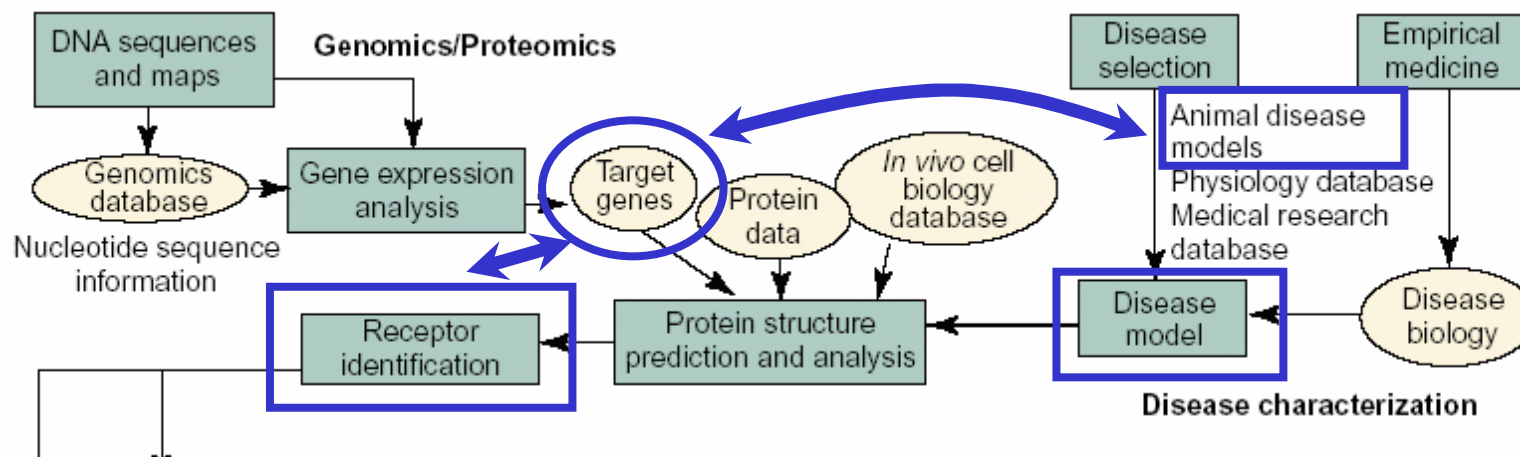 DNA sequences
and maps
Genomics/Proteomics
Disease
selection
Empirical
medicine
Animal disease
models
Physiology database
Medical research
database
Genomics
database
Gene expression
analysis
Target
genes
Protein
data
In vivo cell
biology
database
Nucleotide sequence
information
Receptor
identification
Protein structure
prediction and analysis
Disease
model
Disease
biology
Disease characterization